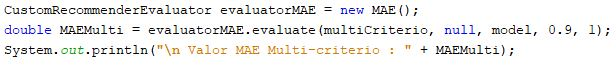 CustomRecommenderEvaluator evaluatorMAE = new MAE();
double MAEMulti = evaluatorMAE.evaluate(multiCriterio, null, model, 0.9, 1);
System.out.println("\n Valor MAE Multi-criterio : " + MAEMulti);